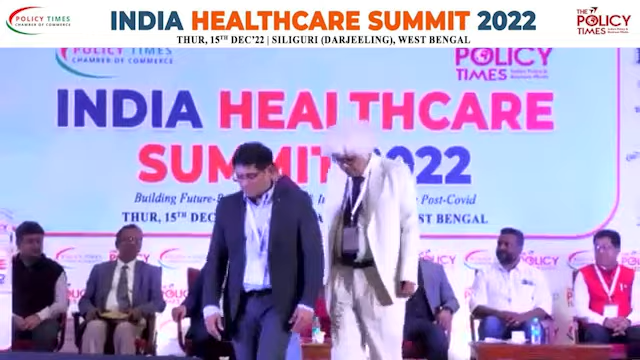 POLICY TIMES
CHAMBER OF COMMERCE
INDIA HEALTHCARE SUMMIT 2022
THUR, 15TH DEC'22 | SILIGURI (DARJEELING), WEST BENGAL
THE POLICY TIMES
POLICY TIMES
CHAMBER OF COMMERCE
POLICY
TIMES
INDIA HEALTHCARE
SUMMIT 2022
Building Future- Post-Covid
THUR, 15TH DEC WEST BENGAL